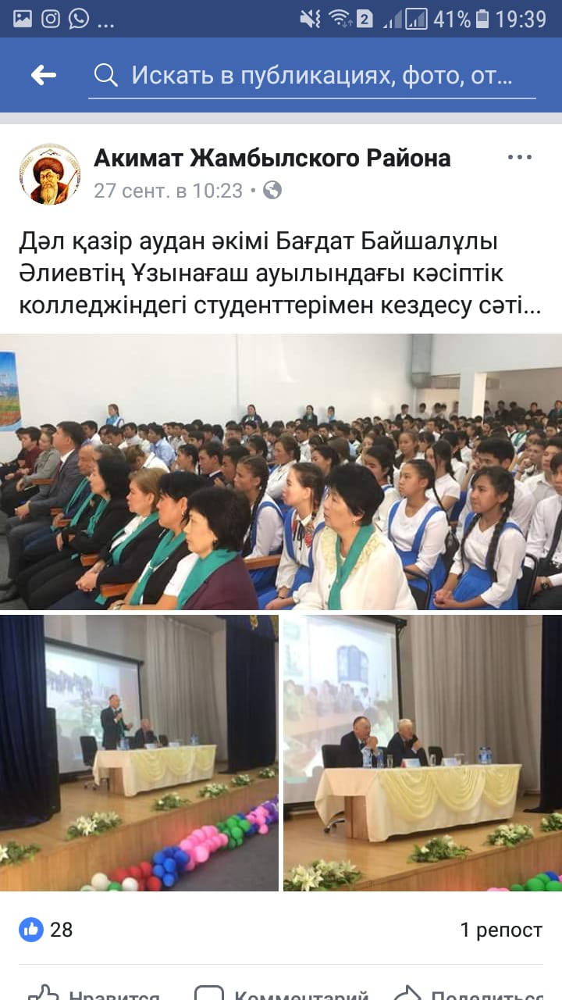 ... 2 41% 19:39
Искать в публикациях, фото, от...
Акимат Жамбылского Района
27 сент. в 10:23 •
Дәл қазір аудан әкімі Бағдат Байшалұлы
Әлиевтің Ұзынағаш ауылындағы кәсіптік
колледжіндегі студенттерімен кездесу сәті...
28 1 репост
Нравится Комментарий Поделиться